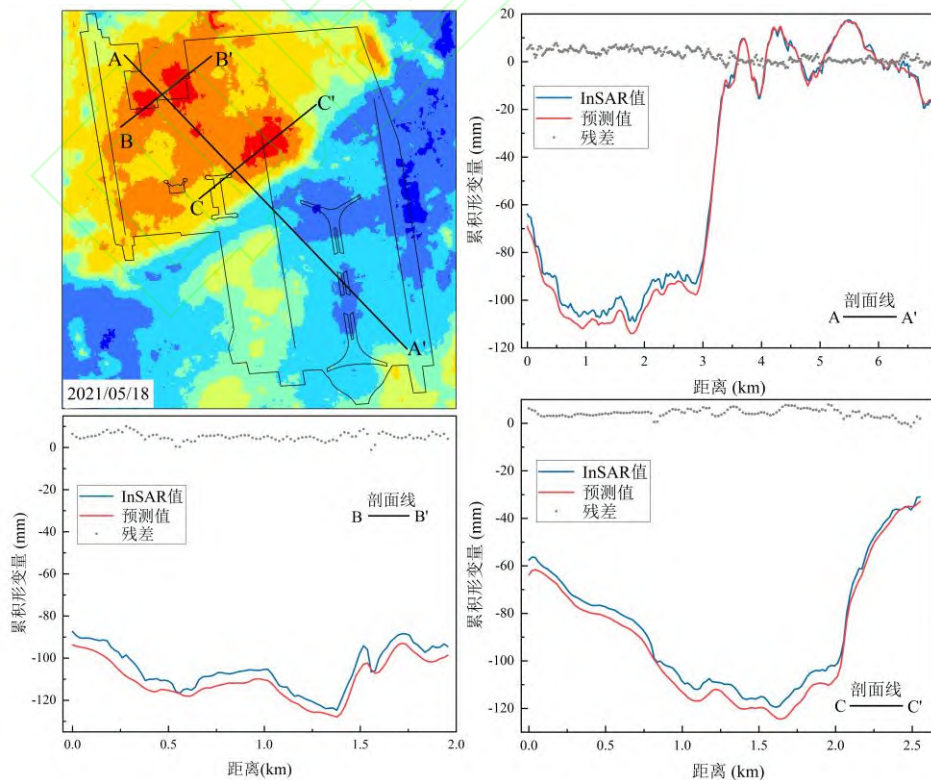 A
B'
C'
B
C
A'
2021/05/18
20
0
-20
-40
-60
-80
-100
-120
累积形变量 (mm)
InSAR值
预测值
残差
剖面线
A
A'
0
1
2
3
4
5
6
距离 (km)
0
-20
-40
-60
-80
-100
-120
累积形变量 (mm)
InSAR值
预测值
残差
剖面线
B
B'
0.0
0.5
1.0
1.5
2.0
距离(km)
0
-20
-40
-60
-80
-100
-120
累积形变量 (mm)
InSAR值
预测值
残差
剖面线
C
C'
0.0
0.5
1.0
1.5
2.0
2.5
距离 (km)